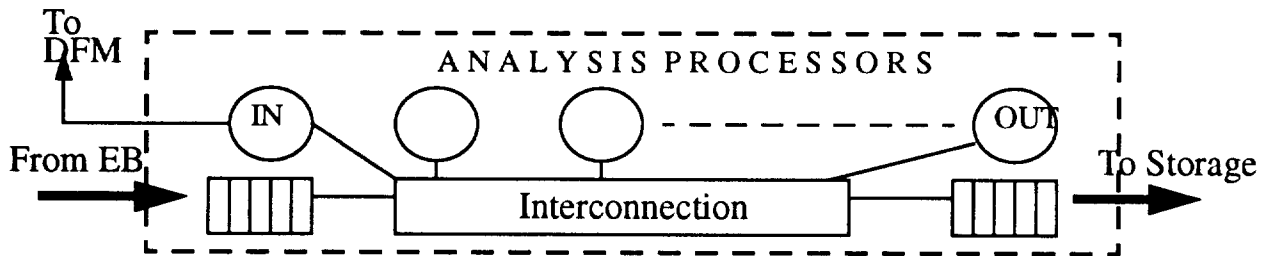 To
DFM
ANALYSIS PROCESSORS
IN
OUT
From EB
To Storage
Interconnection